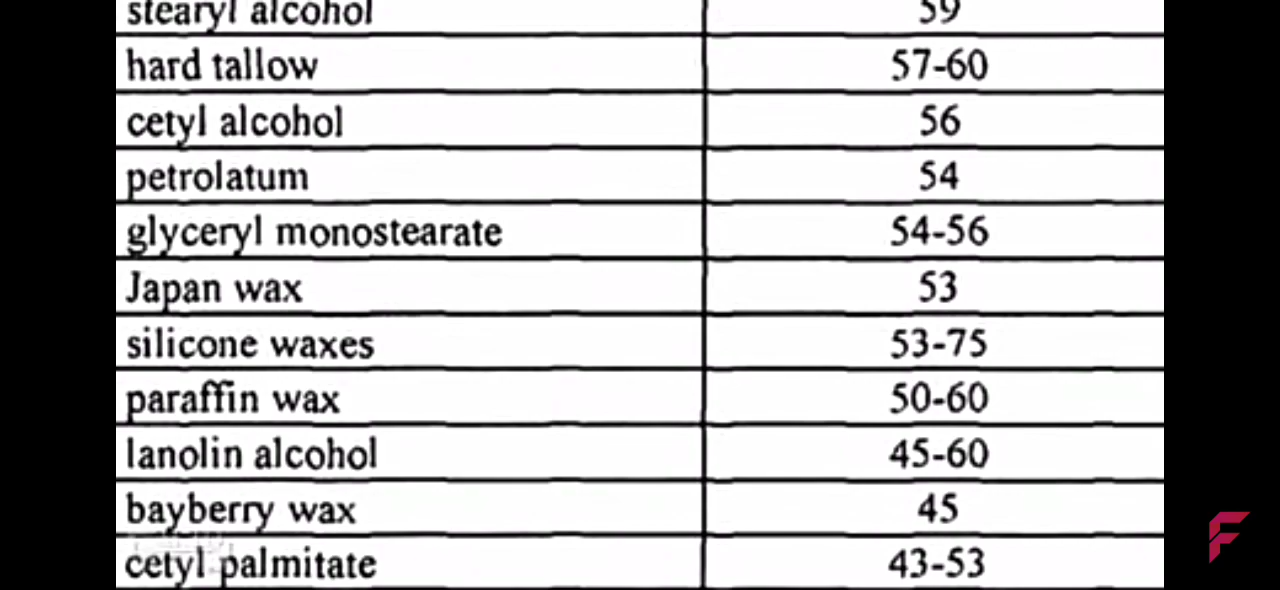 stearyl alcohol 59
hard tallow 57-60
cetyl alcohol 56
petrolatum 54
glyceryl monostearate 54-56
Japan wax 53
silicone waxes 53-75
paraffin wax 50-60
lanolin alcohol 45-60
bayberry wax 45
cetyl palmitate 43-53